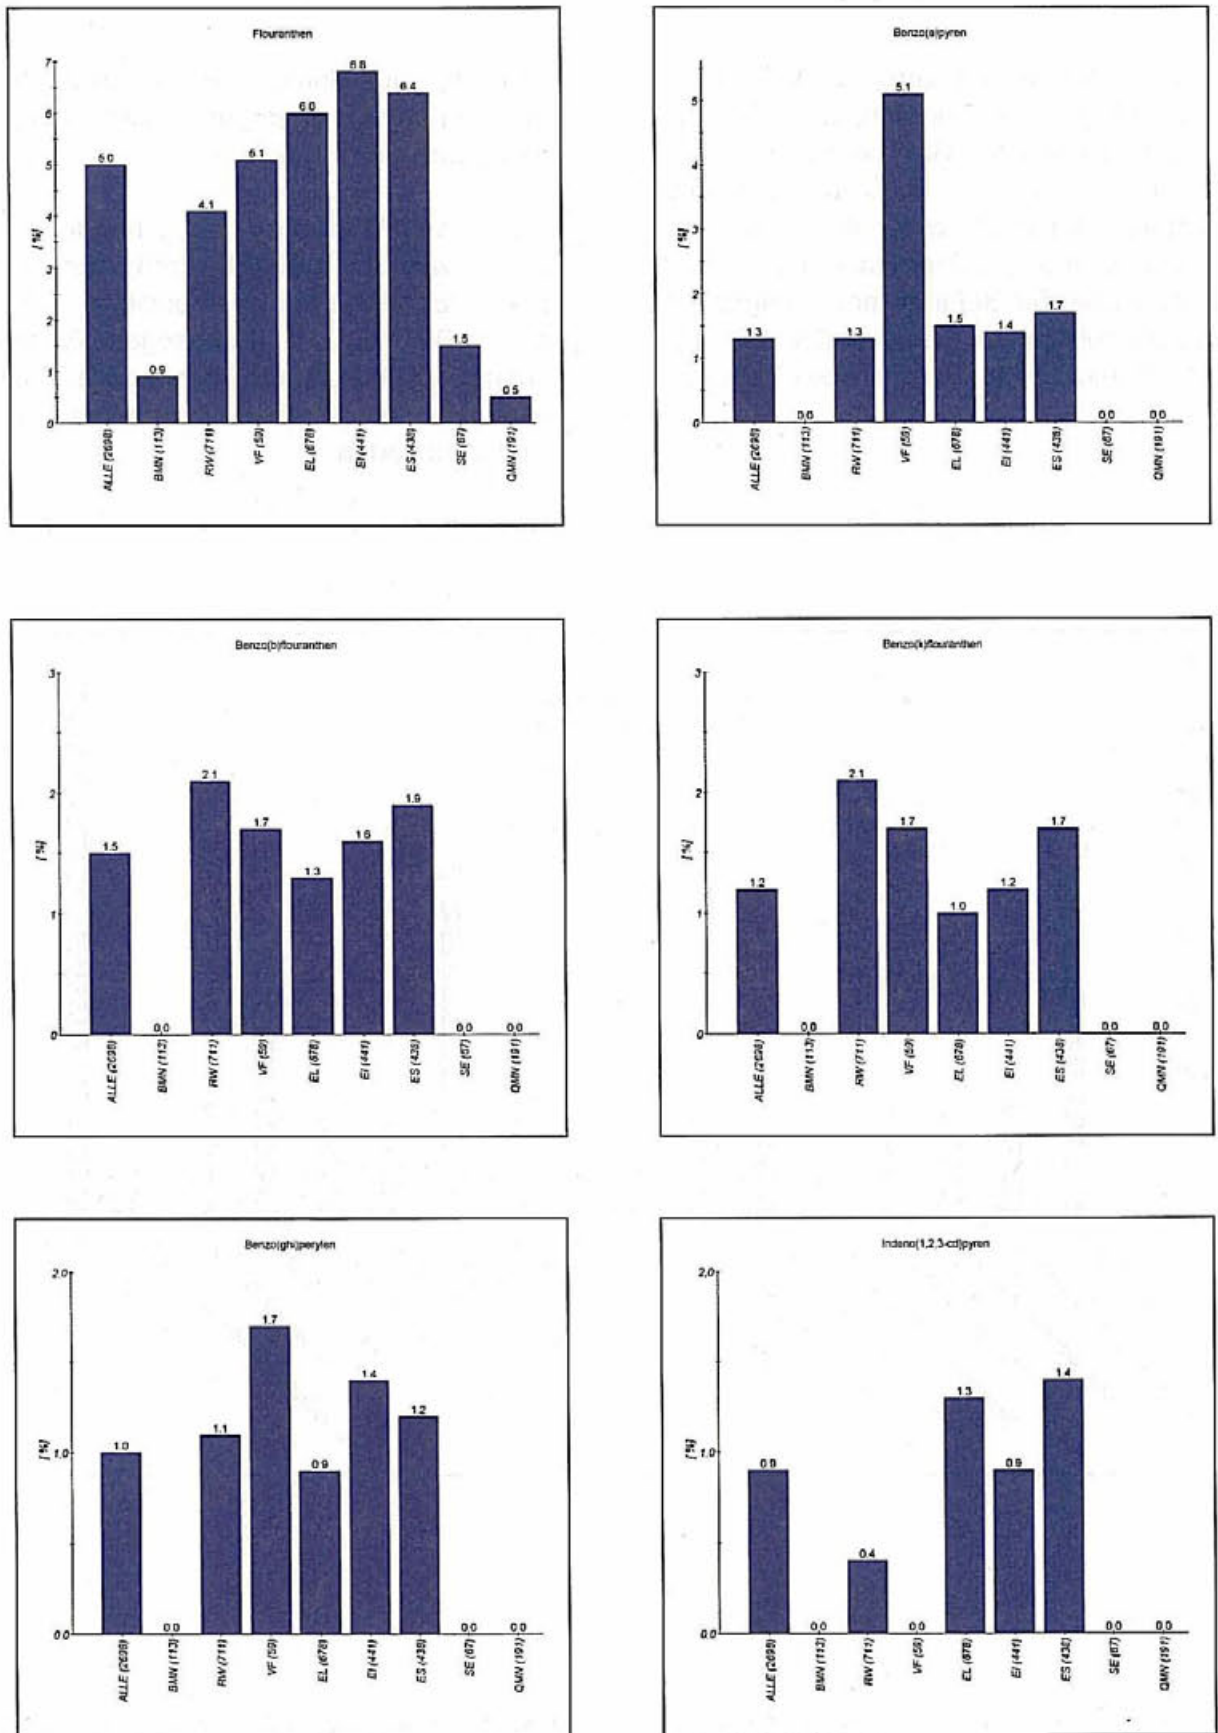 Flouranthen
[%]
7
6
5
4
3
2
1
0
5.0
0.9
4.1
5.1
6.0
6.8
6.4
1.5
0.5
ALLE (2698)
BMN (113)
RW (711)
VF (59)
EL (678)
EI (441)
ES (438)
SE (67)
QMN (191)
Benzo(a)pyren
[%]
5
4
3
2
1
0
1.3
0.0
1.3
5.1
1.5
1.4
1.7
0.0
0.0
ALLE (2698)
BMN (113)
RW (711)
VF (59)
EL (678)
EI (441)
ES (438)
SE (67)
QMN (191)
Benzo(b)flouranthen
[%]
3
2
1
0
1.5
0.0
2.1
1.7
1.3
1.6
1.9
0.0
0.0
ALLE (2698)
BMN (113)
RW (711)
VF (59)
EL (678)
EI (441)
ES (438)
SE (67)
QMN (191)
Benzo(k)flouranthen
[%]
3
2
1
0
1.2
0.0
2.1
1.7
1.0
1.2
1.7
0.0
0.0
ALLE (2698)
BMN (113)
RW (711)
VF (59)
EL (678)
EI (441)
ES (438)
SE (67)
QMN (191)
Benzo(ghi)perylen
[%]
2.0
1.0
0.0
1.0
0.0
1.1
1.7
0.9
1.4
1.2
0.0
0.0
ALLE (2698)
BMN (113)
RW (711)
VF (59)
EL (678)
EI (441)
ES (438)
SE (67)
QMN (191)
Indeno(1,2,3-cd)pyren
[%]
2.0
1.0
0.0
0.9
0.0
0.4
0.0
1.3
0.9
1.4
0.0
0.0
ALLE (2698)
BMN (113)
RW (711)
VF (59)
EL (678)
EI (441)
ES (438)
SE (67)
QMN (191)